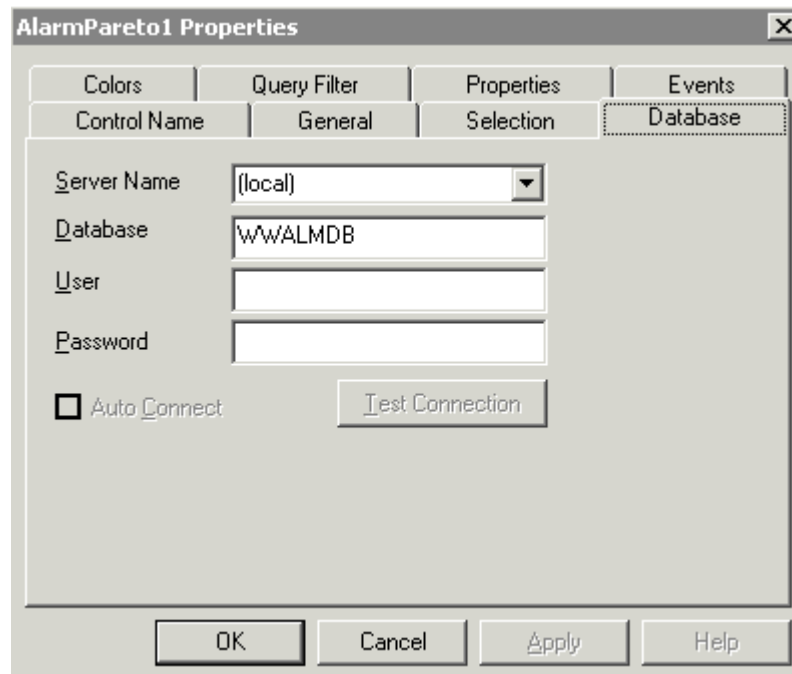 AlarmPareto1 Properties
Colors Query Filter Properties Events
Control Name General Selection Database
Server Name (local)
Database WWALMDB
User
Password
Auto Connect Test Connection
OK Cancel Apply Help